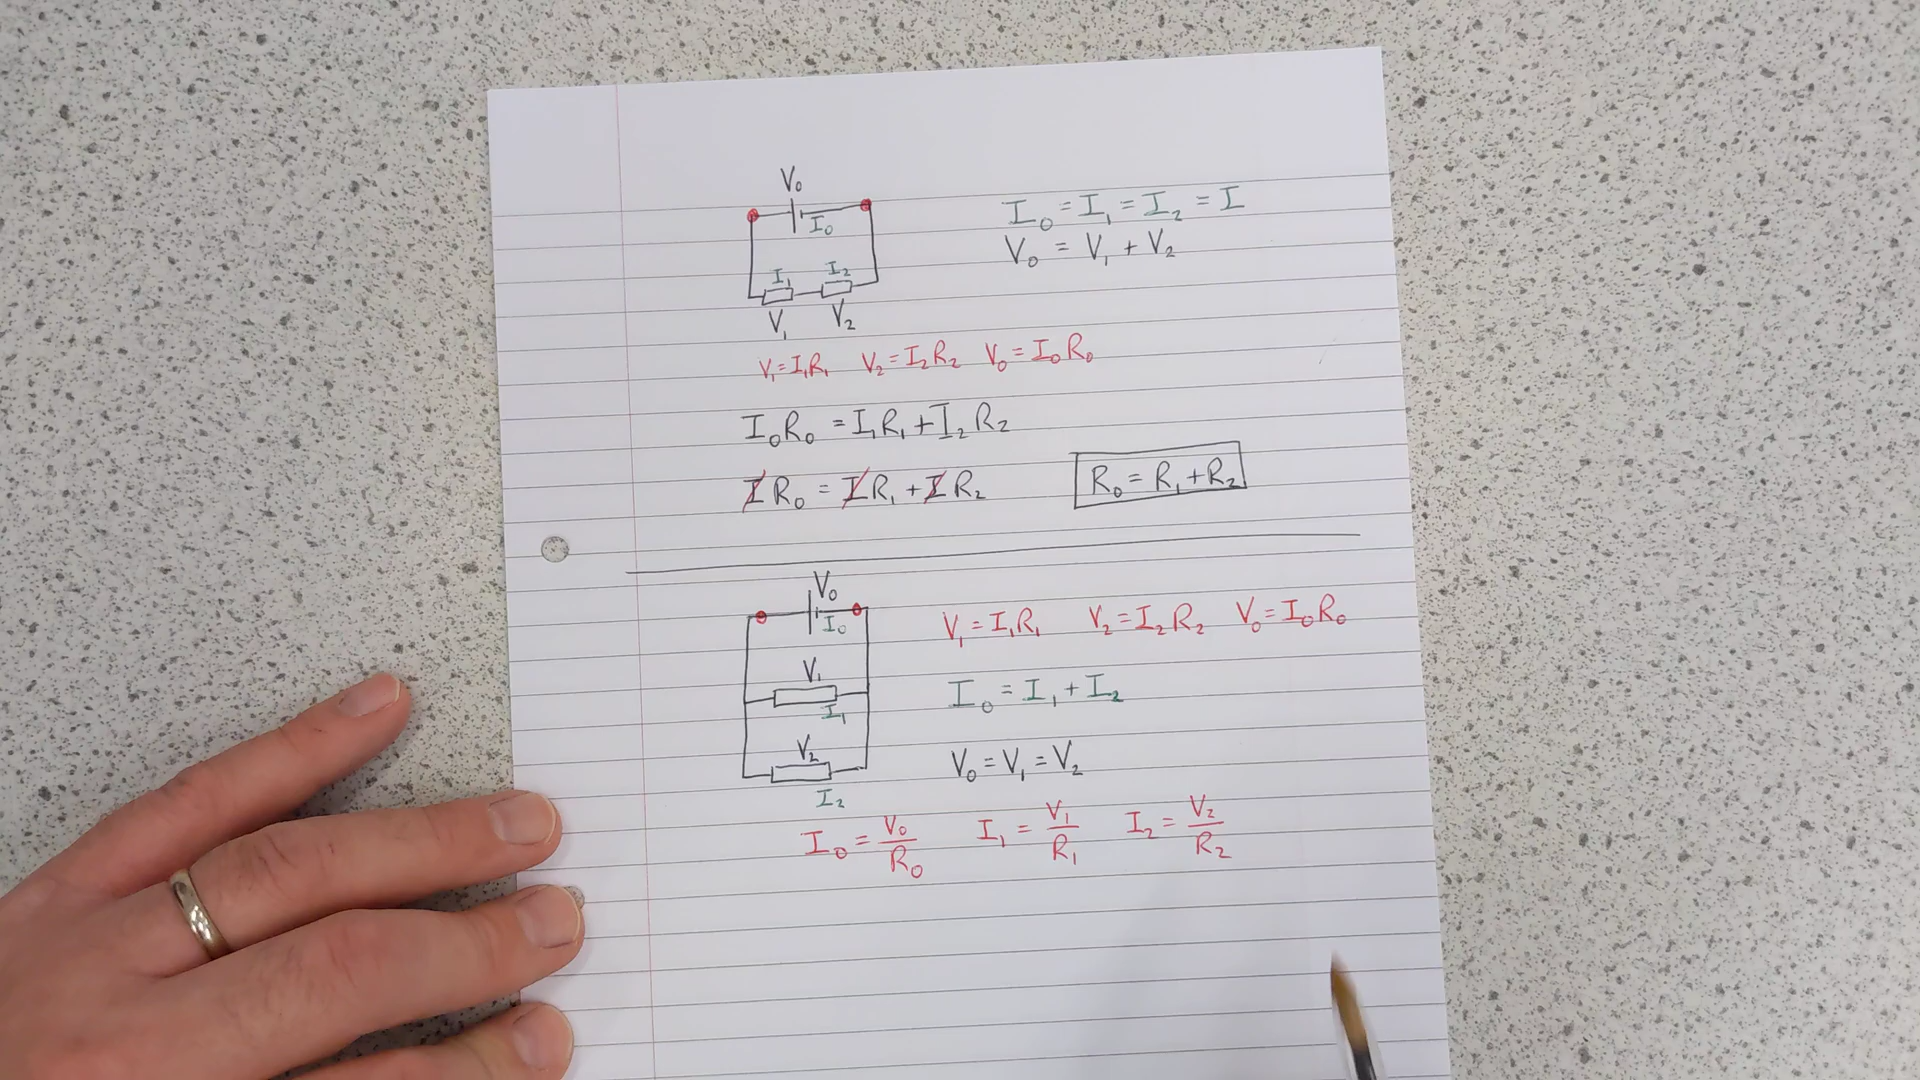 V₀
I₀
I₁ I₂
V₁ V₂
I₀ = I₁ = I₂ = I
V₀ = V₁ + V₂
V₁=I₁R₁ V₂=I₂R₂ V₀=I₀R₀
I₀R₀ = I₁R₁ + I₂R₂
IR₀ = IR₁ + IR₂ R₀ = R₁ + R₂
V₀
I₀
V₁
I₁
V₂
I₂
V₁ = I₁R₁ V₂ = I₂R₂ V₀ = I₀R₀
I₀ = I₁ + I₂
V₀ = V₁ = V₂
I₀ = V₀/R₀ I₁ = V₁/R₁ I₂ = V₂/R₂